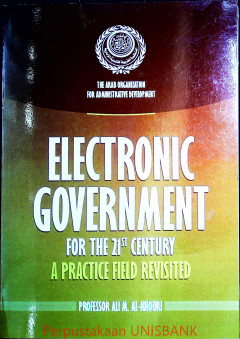 THE ARAB ORGANIZATION
FOR ADMINISTRATIVE DEVELOPMENT
ELECTRONIC
GOVERNMENT
FOR THE 21ST CENTURY
A PRACTICE FIELD REVISITED
PROFESSOR ALI M. AL-KHOURI
Perpustakaan UNISBANK